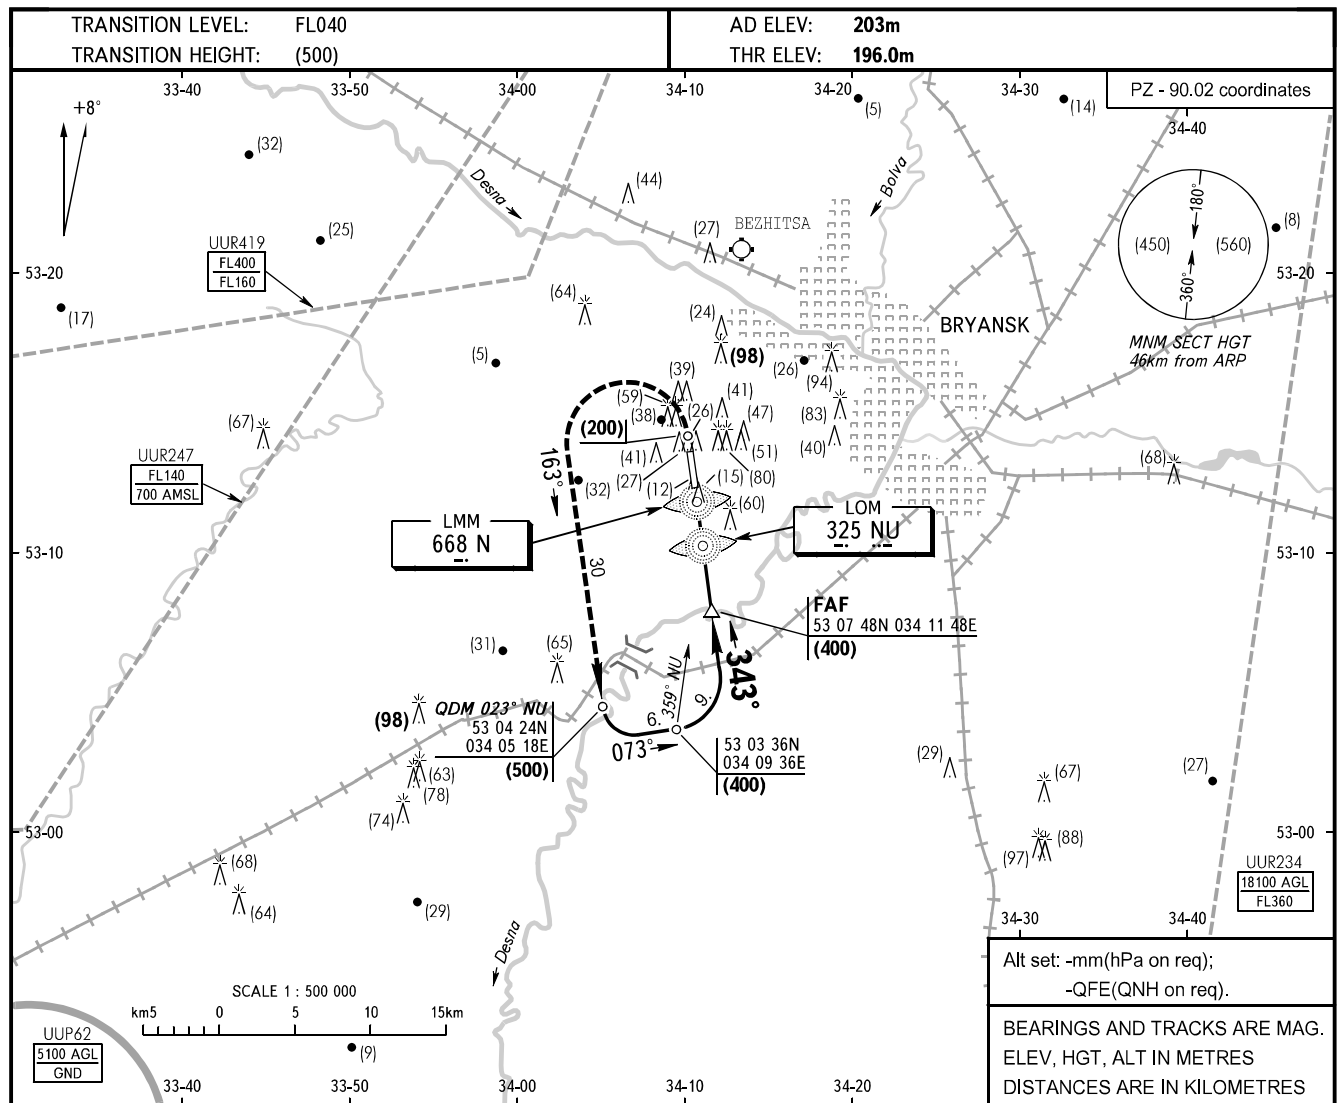 TRANSITION LEVEL: FL040
TRANSITION HEIGHT: (500)
AD ELEV: 203m
THR ELEV: 196.0m
33-40
33-50
34-00
34-10
34-20
34-30
PZ - 90.02 coordinates
34-40
+8°
(5)
(14)
(32)
Desna
Bolva
(44)
180°
(27)
BEZHITSA
(8)
(25)
UUR419
FL400
FL160
(450)
(560)
53-20
53-20
360°
(17)
(64)
(24)
BRYANSK
MNM SECT HGT
46km from ARP
(5)
(98)
(26)
(94)
(39)
(59)
(41)
(83)
(38)
(26)
(47)
(67)
(200)
(40)
(51)
UUR247
FL140
700 AMSL
163°
(41)
(68)
(27)
(15)
(80)
(32)
(12)
(60)
LMM
668 N
LOM
325 NU
53-10
53-10
30
FAF
53 07 48N 034 11 48E
(400)
(31)
(65)
343°
359° NU
(98)
QDM 023° NU
53 04 24N
034 05 18E
(500)
6.
9.
073°
53 03 36N
034 09 36E
(400)
(29)
(67)
(27)
(63)
(78)
(74)
53-00
53-00
(97)
(88)
(68)
(64)
UUR234
18100 AGL
FL360
(29)
34-30
34-40
Desna
Alt set: -mm(hPa on req);
-QFE(QNH on req).
SCALE 1 : 500 000
km5 0 5 10 15km
UUP62
5100 AGL
GND
(9)
BEARINGS AND TRACKS ARE MAG.
ELEV, HGT, ALT IN METRES
DISTANCES ARE IN KILOMETRES
33-40
33-50
34-00
34-10
34-20